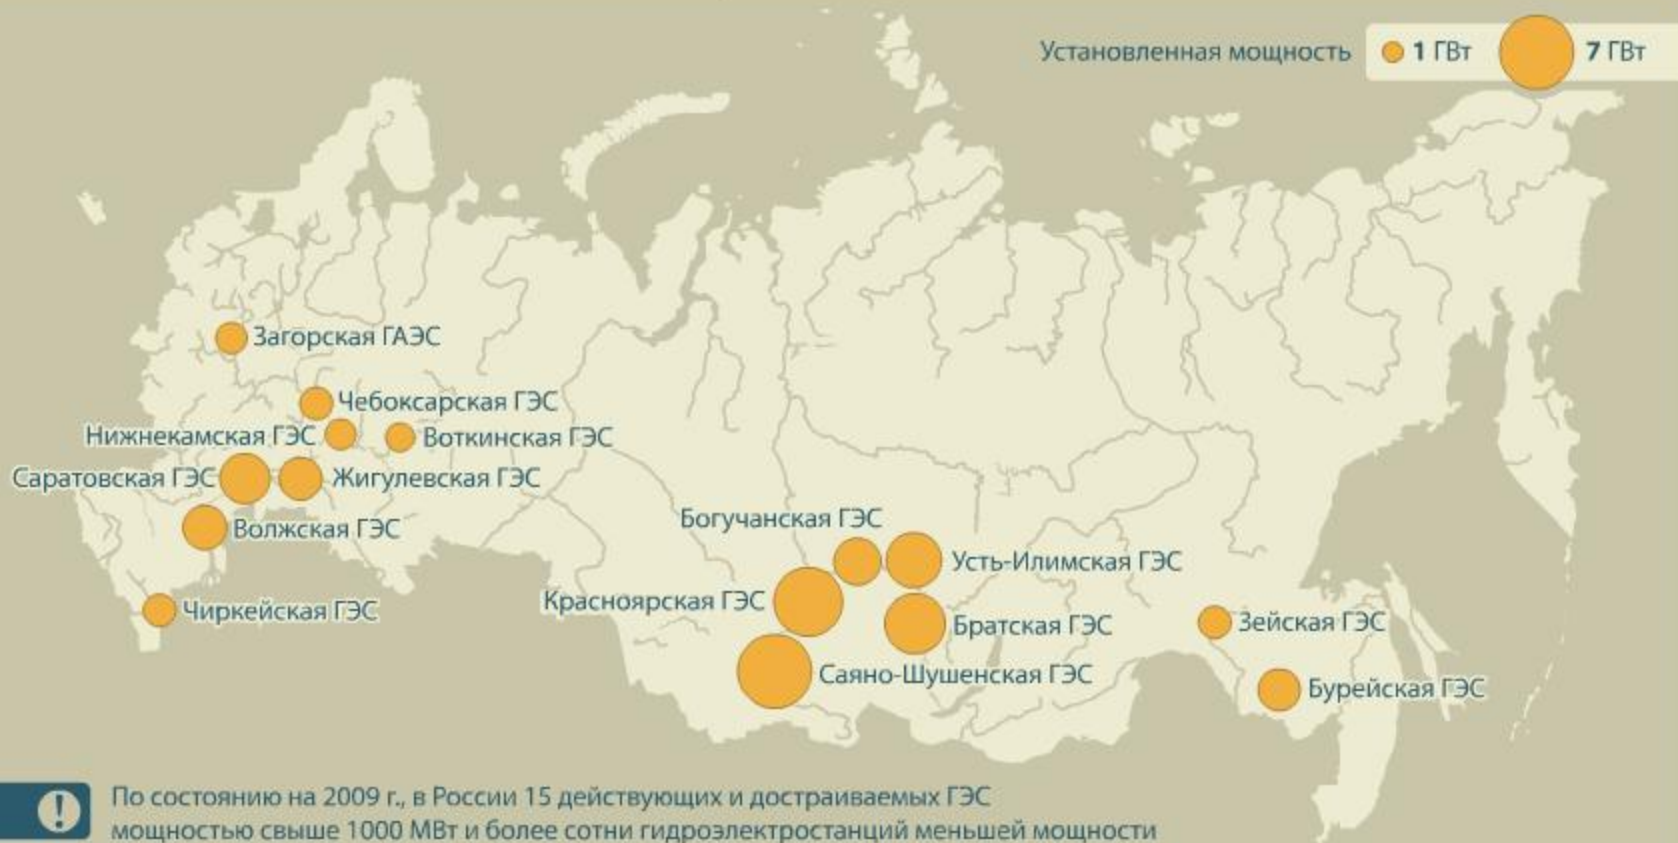 Установленная мощность
1 ГВт
7 ГВт
Загорская ГАЭС
Чебоксарская ГЭС
Нижнекамская ГЭС
Воткинская ГЭС
Саратовская ГЭС
Жигулевская ГЭС
Волжская ГЭС
Богучанская ГЭС
Усть-Илимская ГЭС
Красноярская ГЭС
Чиркейская ГЭС
Братская ГЭС
Зейская ГЭС
Саяно-Шушенская ГЭС
Бурейская ГЭС
!
По состоянию на 2009 г., в России 15 действующих и достраиваемых ГЭС
мощностью свыше 1000 МВт и более сотни гидроэлектростанций меньшей мощности